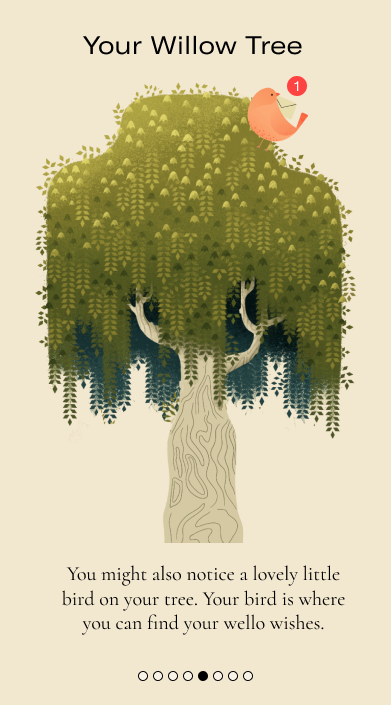 Your Willow Tree
1
You might also notice a lovely little
bird on your tree. Your bird is where
you can find your wello wishes.